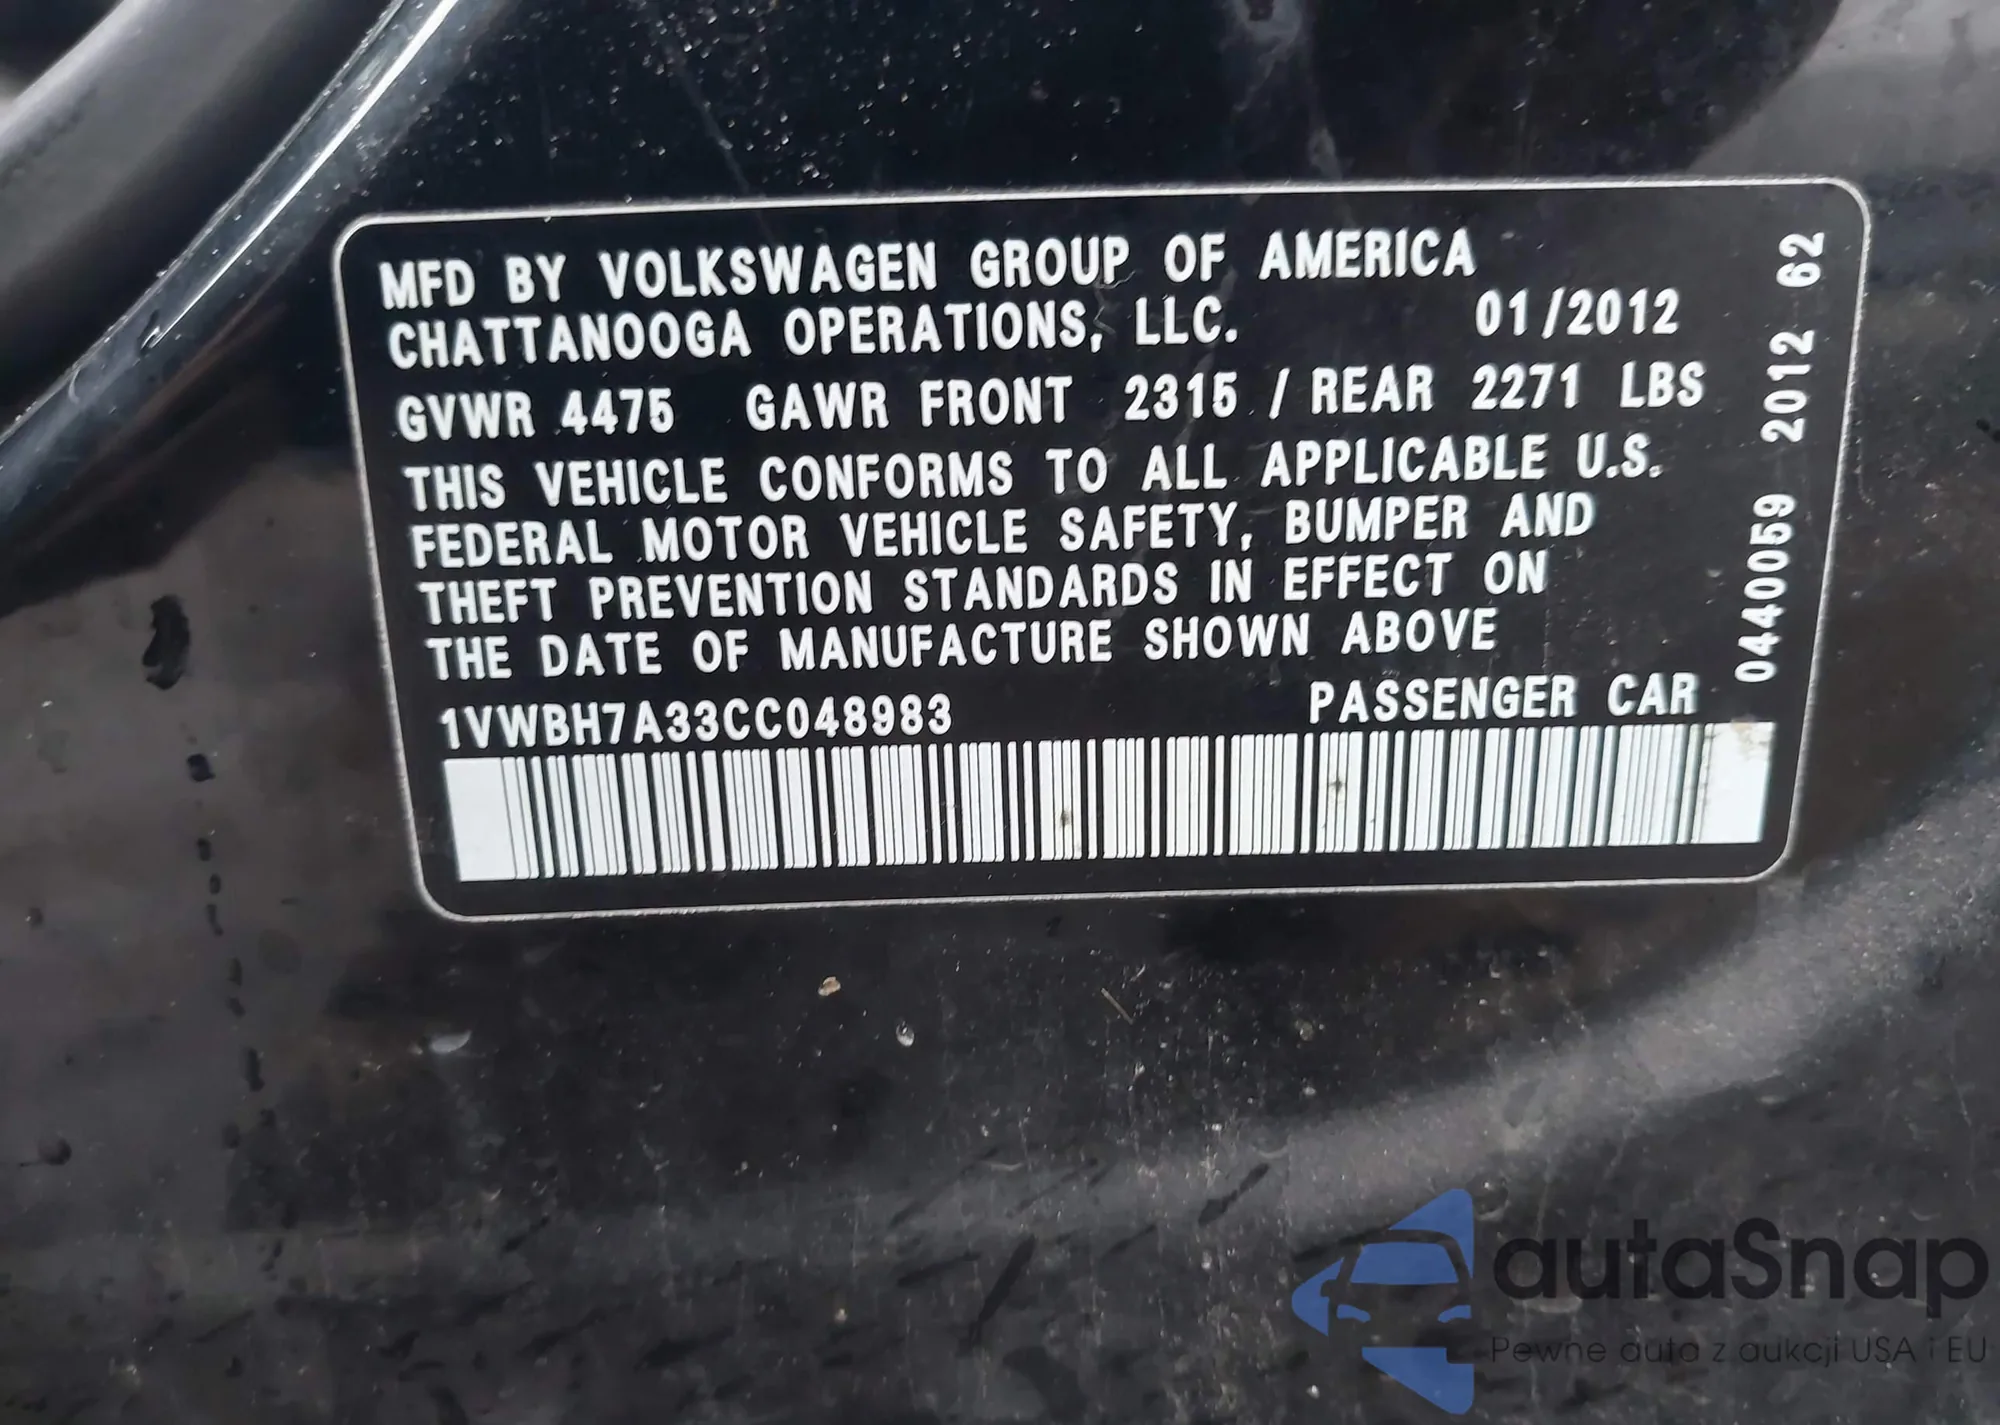 MFD BY VOLKSWAGEN GROUP OF AMERICA
CHATTANOOGA OPERATIONS, LLC. 01/2012
GVWR 4475 GAWR FRONT 2315 / REAR 2271 LBS
THIS VEHICLE CONFORMS TO ALL APPLICABLE U.S.
FEDERAL MOTOR VEHICLE SAFETY, BUMPER AND
THEFT PREVENTION STANDARDS IN EFFECT ON
THE DATE OF MANUFACTURE SHOWN ABOVE
1VWBH7A33CC048983 PASSENGER CAR
0440059 2012 62
autaSnap
Pewne auta z aukcji USA i EU